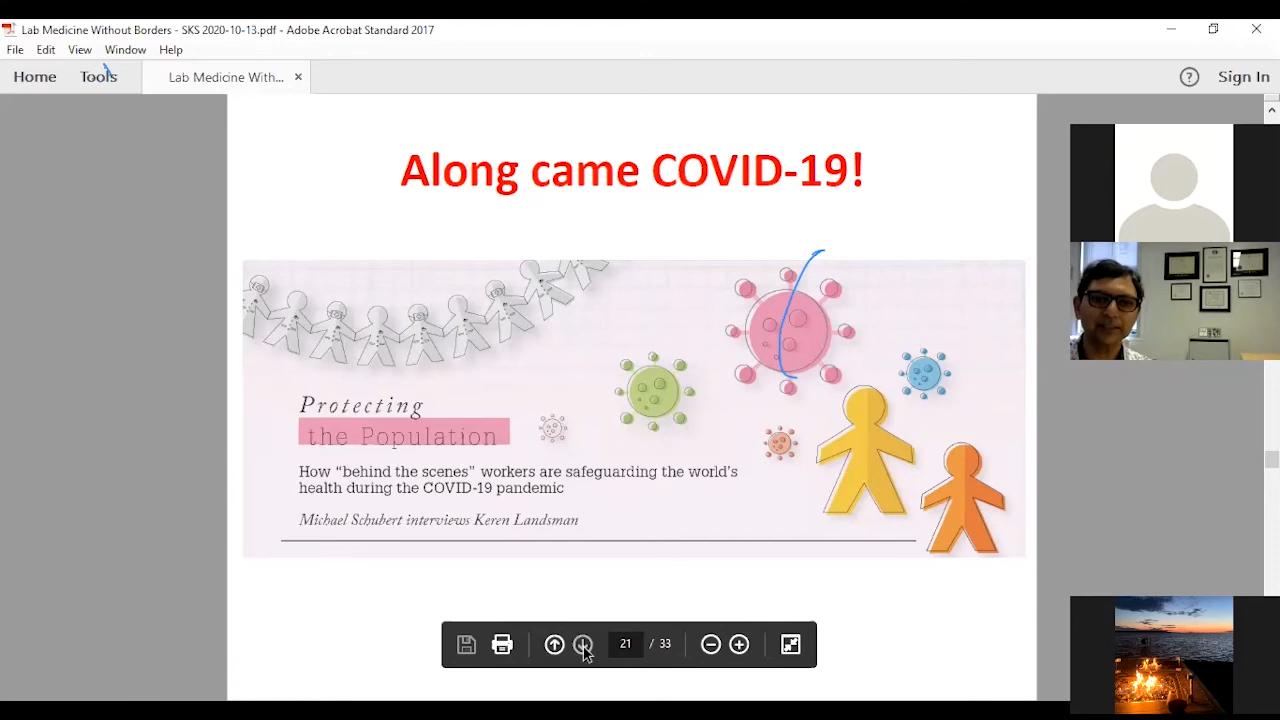 Lab Medicine Without Borders - SKS 2020-10-13.pdf - Adobe Acrobat Standard 2017
File Edit View Window Help
Home Tools Lab Medicine With... × ? Sign In
Along came COVID-19!
Protecting
the Population
How “behind the scenes” workers are safeguarding the world’s
health during the COVID-19 pandemic
Michael Schubert interviews Keren Landsman
21 / 33